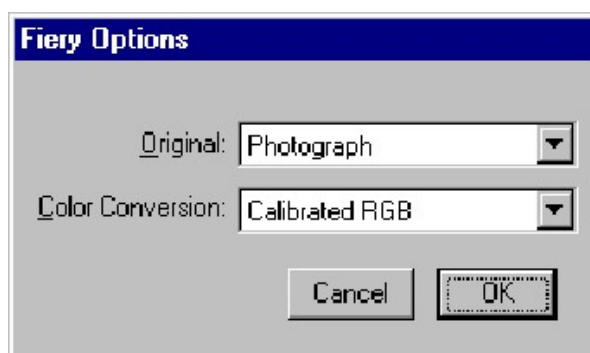 Fiery Options
Original: Photograph
Color Conversion: Calibrated RGB
Cancel OK